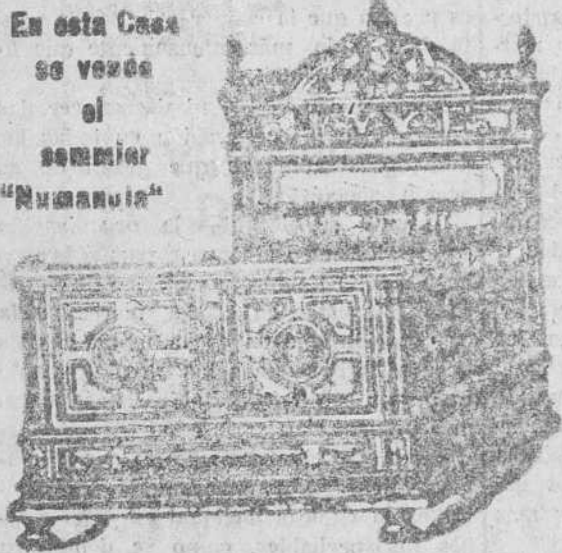 En esta Casa
se vende
el
sommier
"Numancia"